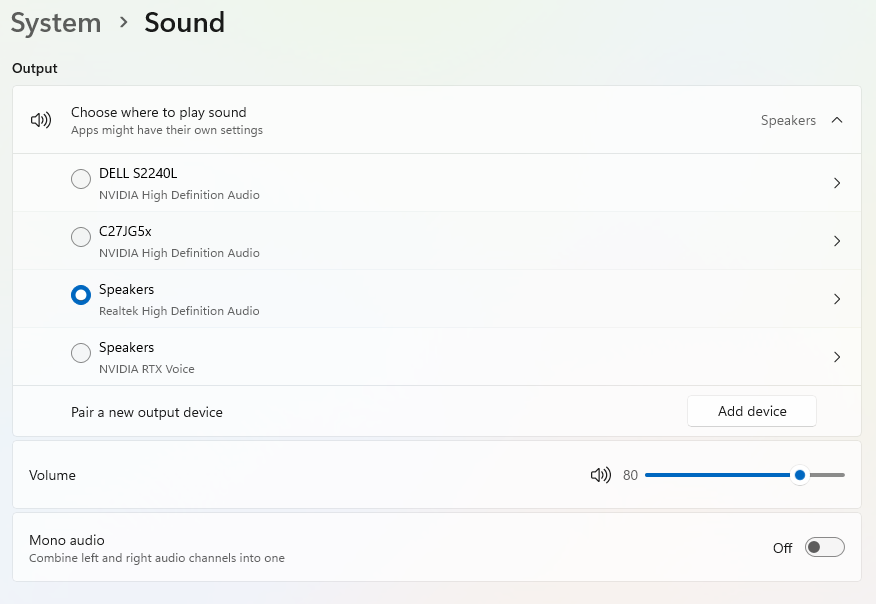 System > Sound
Output
Choose where to play sound
Apps might have their own settings
Speakers
DELL S2240L
NVIDIA High Definition Audio
C27JG5x
NVIDIA High Definition Audio
Speakers
Realtek High Definition Audio
Speakers
NVIDIA RTX Voice
Pair a new output device
Add device
Volume
80
Mono audio
Combine left and right audio channels into one
Off